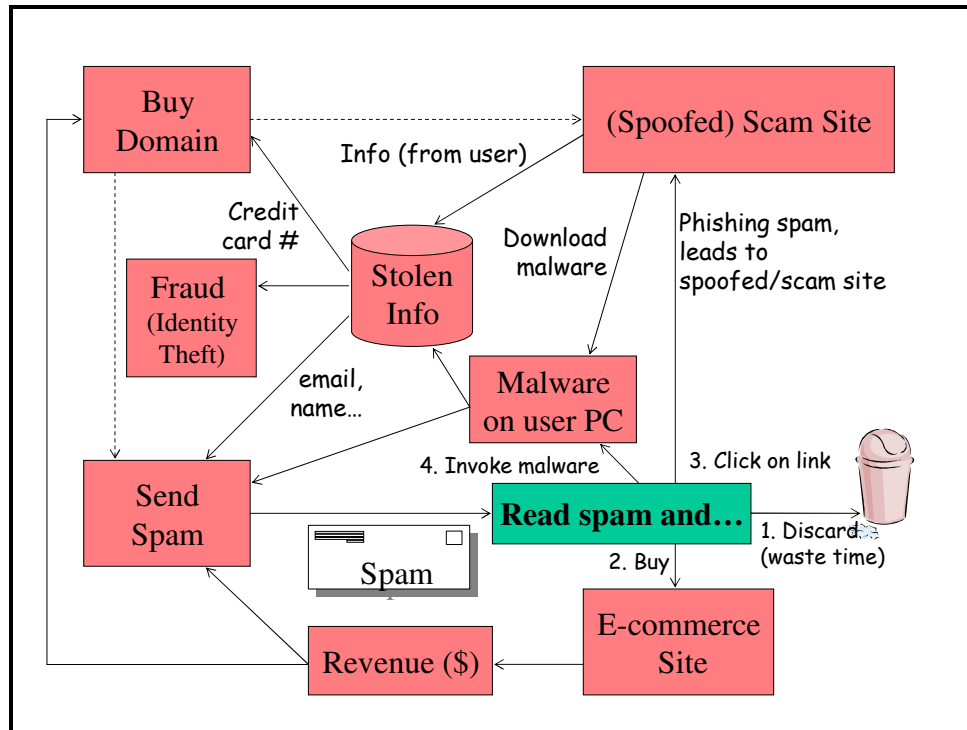 Buy
Domain
(Spoofed) Scam Site
Info (from user)
Credit
card #
Download
malware
Phishing spam,
leads to
spoofed/scam site
Stolen
Info
Fraud
(Identity
Theft)
email,
name…
Malware
on user PC
4. Invoke malware
3. Click on link
Send
Spam
Read spam and…
1. Discard
(waste time)
2. Buy
Spam
E-commerce
Site
Revenue ($)